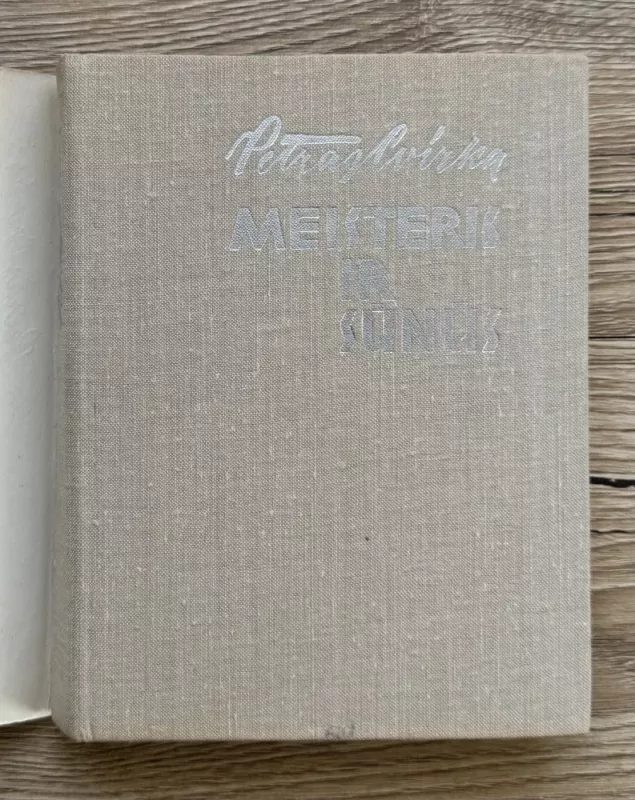 Petras Cvirka
MEISTERIS
IR
SŪNŪS